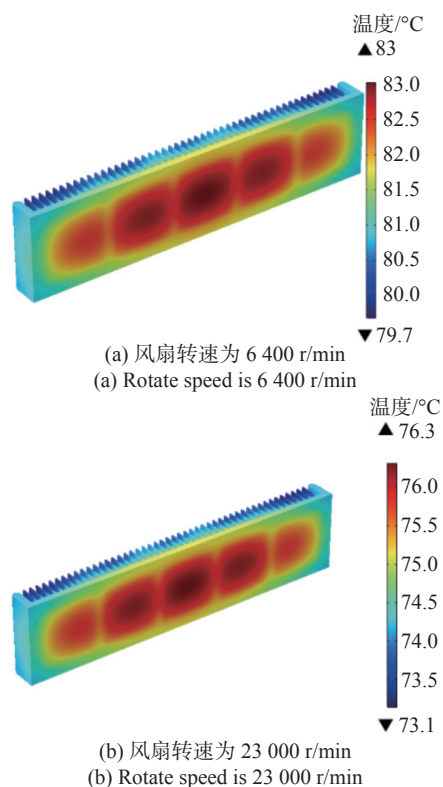 温度/°C
▲ 83
83.0
82.5
82.0
81.5
81.0
80.5
80.0
▼ 79.7
(a) 风扇转速为 6 400 r/min
(a) Rotate speed is 6 400 r/min
温度/°C
▲ 76.3
76.0
75.5
75.0
74.5
74.0
73.5
▼ 73.1
(b) 风扇转速为 23 000 r/min
(b) Rotate speed is 23 000 r/min